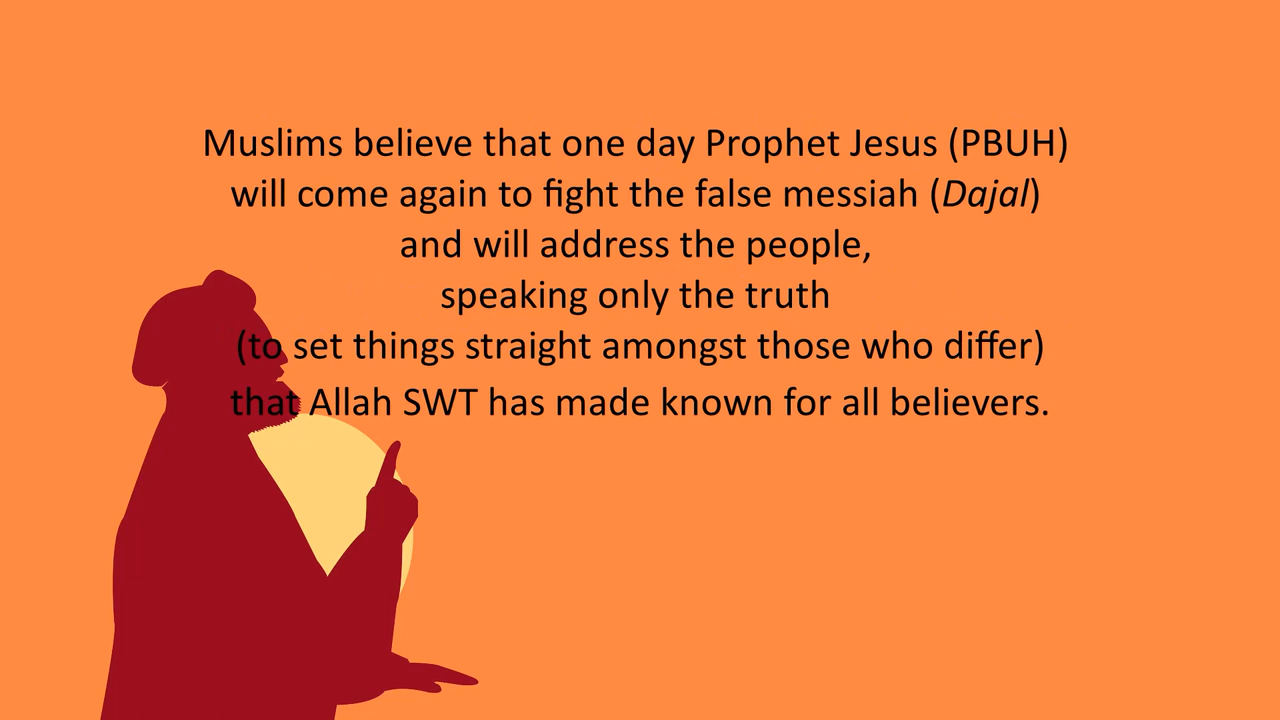 Muslims believe that one day Prophet Jesus (PBUH)
will come again to fight the false messiah (Dajal)
and will address the people,
speaking only the truth
(to set things straight amongst those who differ)
that Allah SWT has made known for all believers.